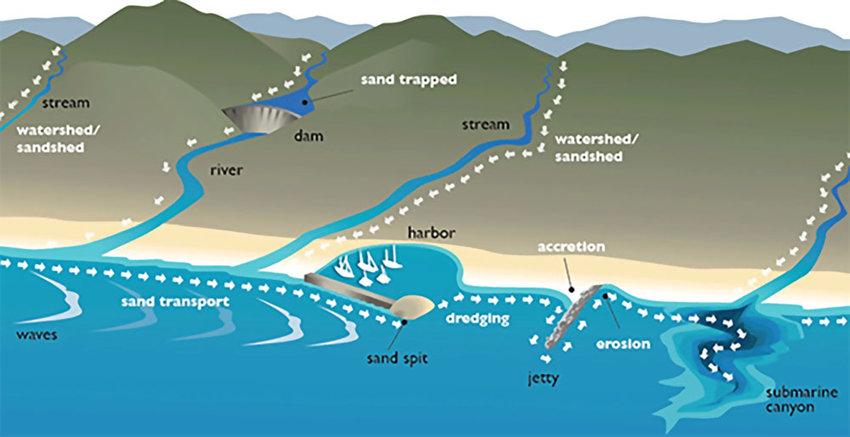 sand trapped
stream
watershed/
sandshed
dam
stream
watershed/
sandshed
river
harbor
accretion
sand transport
dredging
waves
erosion
sand spit
jetty
submarine
canyon